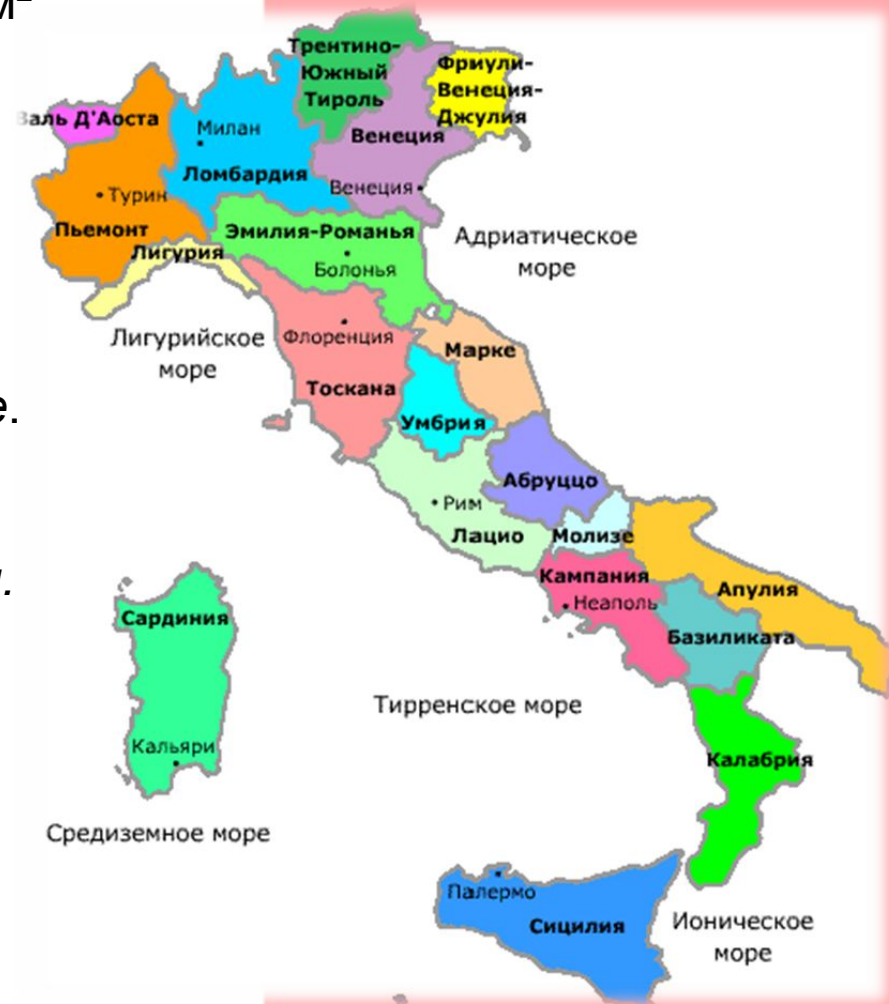 м²
Трентино-
Южный
Тироль
Фриули-
Венеция-
Джулия
Валь Д'Аоста
Милан
Венеция
Ломбардия
Венеция
Турин
Пьемонт
Эмилия-Романья
Лигурия
Болонья
Адриатическое
море
Лигурийское
море
Флоренция
Марке
Тоскана
е.
Умбрия
Абруццо
Рим
Лацио
Молизе
Кампания
Неаполь
Апулия
Сардиния
Базиликата
Тирренское море
Кальяри
Калабрия
Средиземное море
Палермо
Сицилия
Ионическое
море